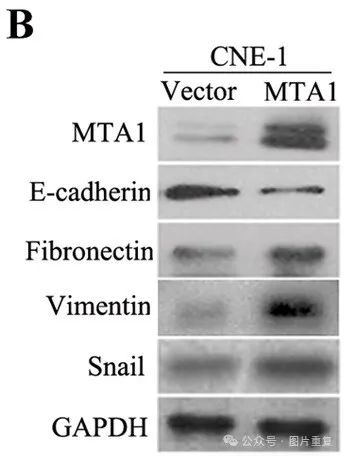 B
CNE-1
Vector MTA1
MTA1
E-cadherin
Fibronectin
Vimentin
Snail
GAPDH
公众号·图片重复